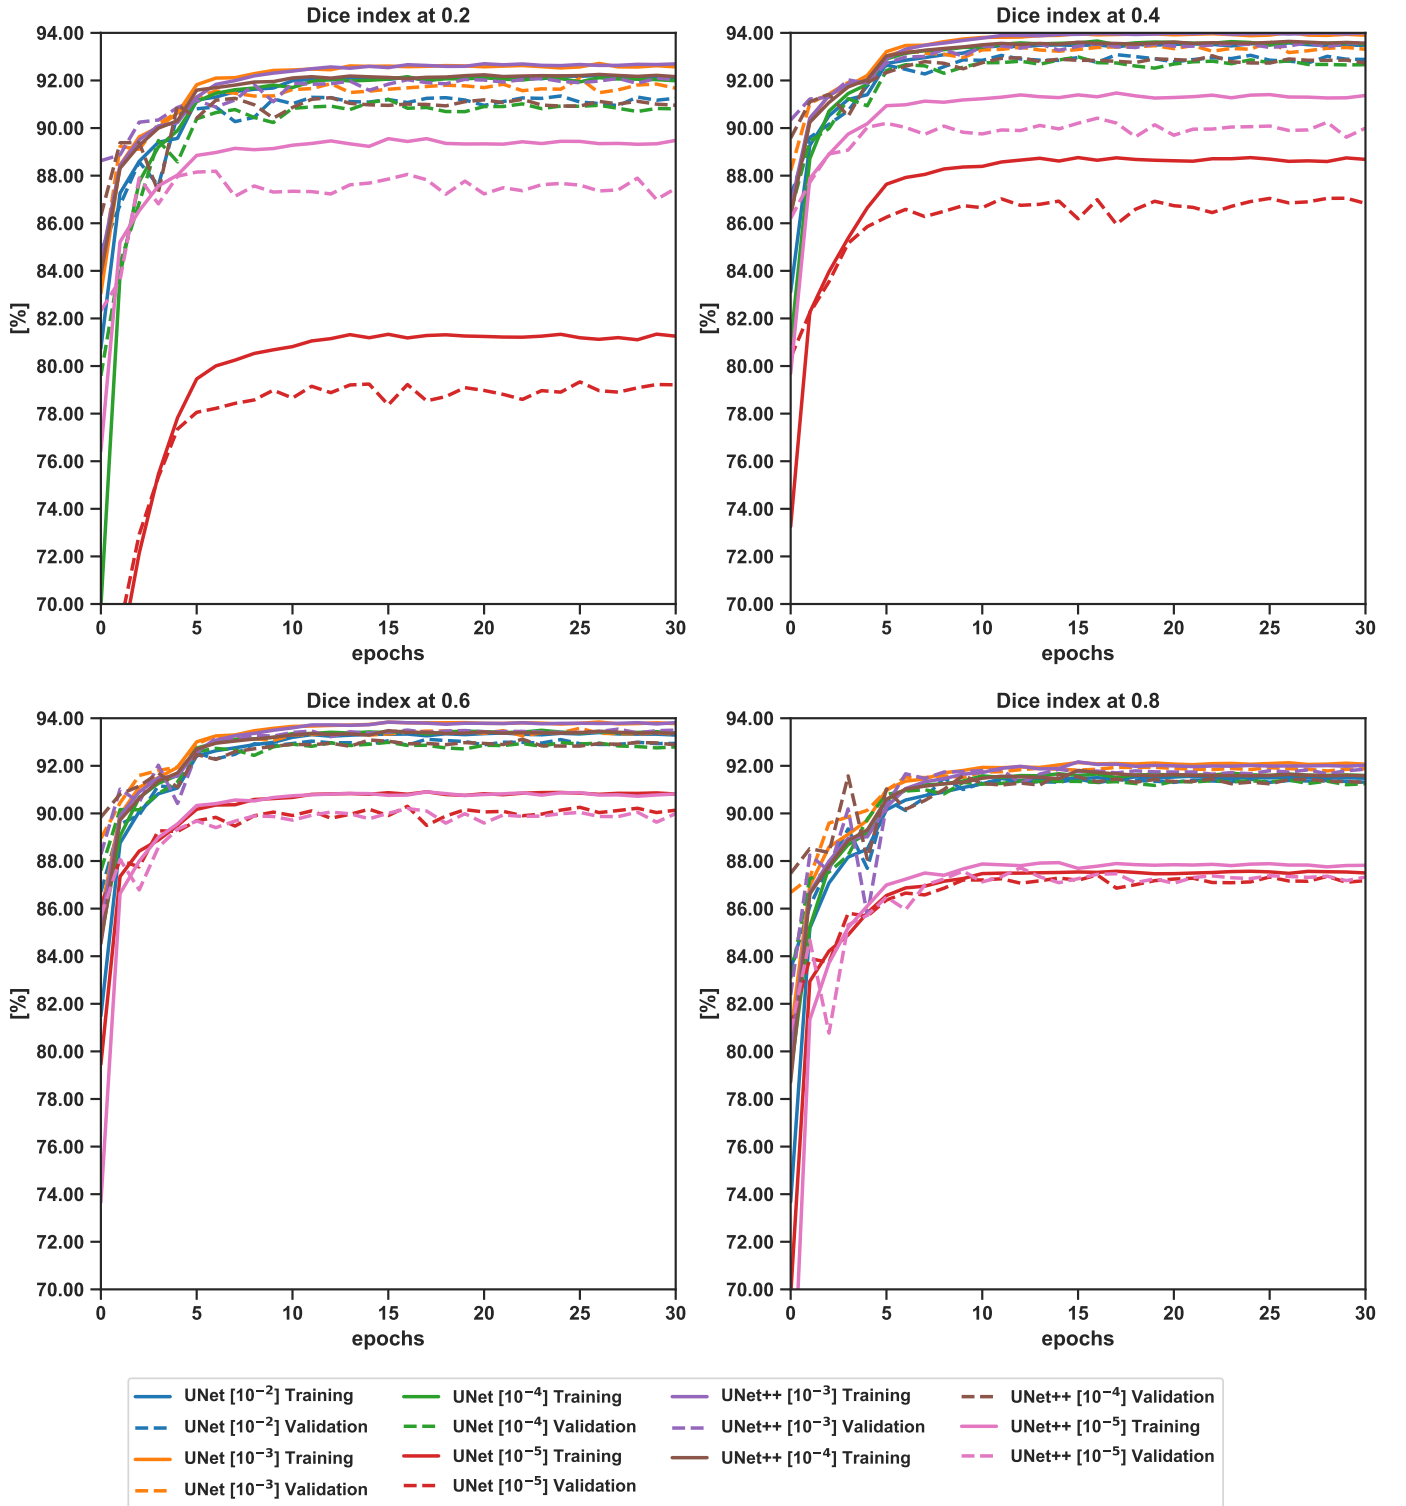 Dice index at 0.2
94.00
92.00
90.00
88.00
86.00
84.00
82.00
80.00
78.00
76.00
74.00
72.00
70.00
[%]
0 5 10 15 20 25 30
epochs
Dice index at 0.4
94.00
92.00
90.00
88.00
86.00
84.00
82.00
80.00
78.00
76.00
74.00
72.00
70.00
[%]
0 5 10 15 20 25 30
epochs
Dice index at 0.6
94.00
92.00
90.00
88.00
86.00
84.00
82.00
80.00
78.00
76.00
74.00
72.00
70.00
[%]
0 5 10 15 20 25 30
epochs
Dice index at 0.8
94.00
92.00
90.00
88.00
86.00
84.00
82.00
80.00
78.00
76.00
74.00
72.00
70.00
[%]
0 5 10 15 20 25 30
epochs
UNet [10⁻²] Training
UNet [10⁻²] Validation
UNet [10⁻³] Training
UNet [10⁻³] Validation
UNet [10⁻⁴] Training
UNet [10⁻⁴] Validation
UNet [10⁻⁵] Training
UNet [10⁻⁵] Validation
UNet++ [10⁻³] Training
UNet++ [10⁻³] Validation
UNet++ [10⁻⁴] Training
UNet++ [10⁻⁴] Validation
UNet++ [10⁻⁵] Training
UNet++ [10⁻⁵] Validation